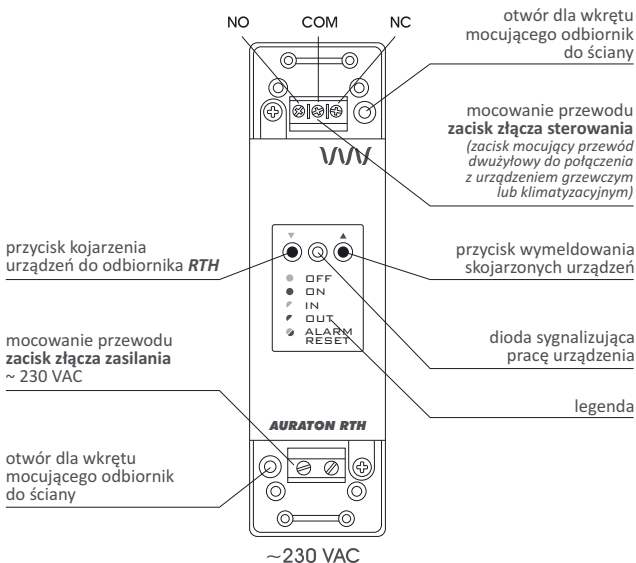 NO COM NC
otwór dla wkrętu
mocującego odbiornik
do ściany
mocowanie przewodu
zacisk złącza sterowania
(zacisk mocujący przewód
dwużyłowy do połączenia
z urządzeniem grzewczym
lub klimatyzacyjnym)
przycisk kojarzenia
urządzeń do odbiornika RTH
przycisk wymeldowania
skojarzonych urządzeń
OFF
ON
IN
OUT
ALARM
RESET
mocowanie przewodu
zacisk złącza zasilania
~ 230 VAC
dioda sygnalizująca
pracę urządzenia
legenda
AURATON RTH
otwór dla wkrętu
mocującego odbiornik
do ściany
~230 VAC